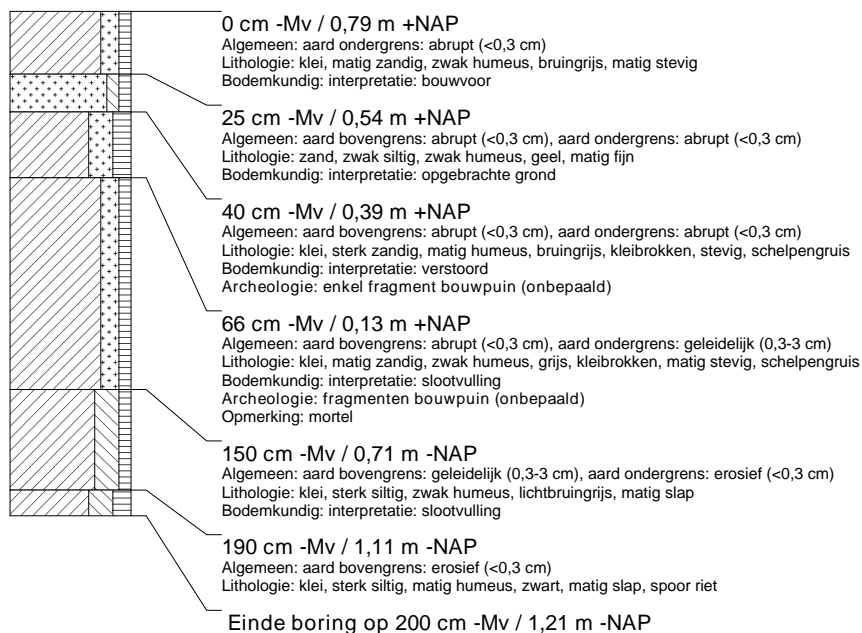 0 cm -Mv / 0,79 m +NAP
Algemeen: aard ondergrens: abrupt (<0,3 cm)
Lithologie: klei, matig zandig, zwak humeus, bruingrijs, matig stevig
Bodemkundig: interpretatie: bouwvoor
25 cm -Mv / 0,54 m +NAP
Algemeen: aard bovengrens: abrupt (<0,3 cm), aard ondergrens: abrupt (<0,3 cm)
Lithologie: zand, zwak siltig, zwak humeus, geel, matig fijn
Bodemkundig: interpretatie: opgebrachte grond
40 cm -Mv / 0,39 m +NAP
Algemeen: aard bovengrens: abrupt (<0,3 cm), aard ondergrens: abrupt (<0,3 cm)
Lithologie: klei, sterk zandig, matig humeus, bruingrijs, kleibrokken, stevig, schelpengruis
Bodemkundig: interpretatie: verstoord
Archeologie: enkel fragment bouwpuin (onbepaald)
66 cm -Mv / 0,13 m +NAP
Algemeen: aard bovengrens: abrupt (<0,3 cm), aard ondergrens: geleidelijk (0,3-3 cm)
Lithologie: klei, matig zandig, zwak humeus, grijs, kleibrokken, matig stevig, schelpengruis
Bodemkundig: interpretatie: slootvulling
Archeologie: fragmenten bouwpuin (onbepaald)
Opmerking: mortel
150 cm -Mv / 0,71 m -NAP
Algemeen: aard bovengrens: geleidelijk (0,3-3 cm), aard ondergrens: erosief (<0,3 cm)
Lithologie: klei, sterk siltig, zwak humeus, lichtbruingrijs, matig slap
Bodemkundig: interpretatie: slootvulling
190 cm -Mv / 1,11 m -NAP
Algemeen: aard bovengrens: erosief (<0,3 cm)
Lithologie: klei, sterk siltig, matig humeus, zwart, matig slap, spoor riet
Einde boring op 200 cm -Mv / 1,21 m -NAP